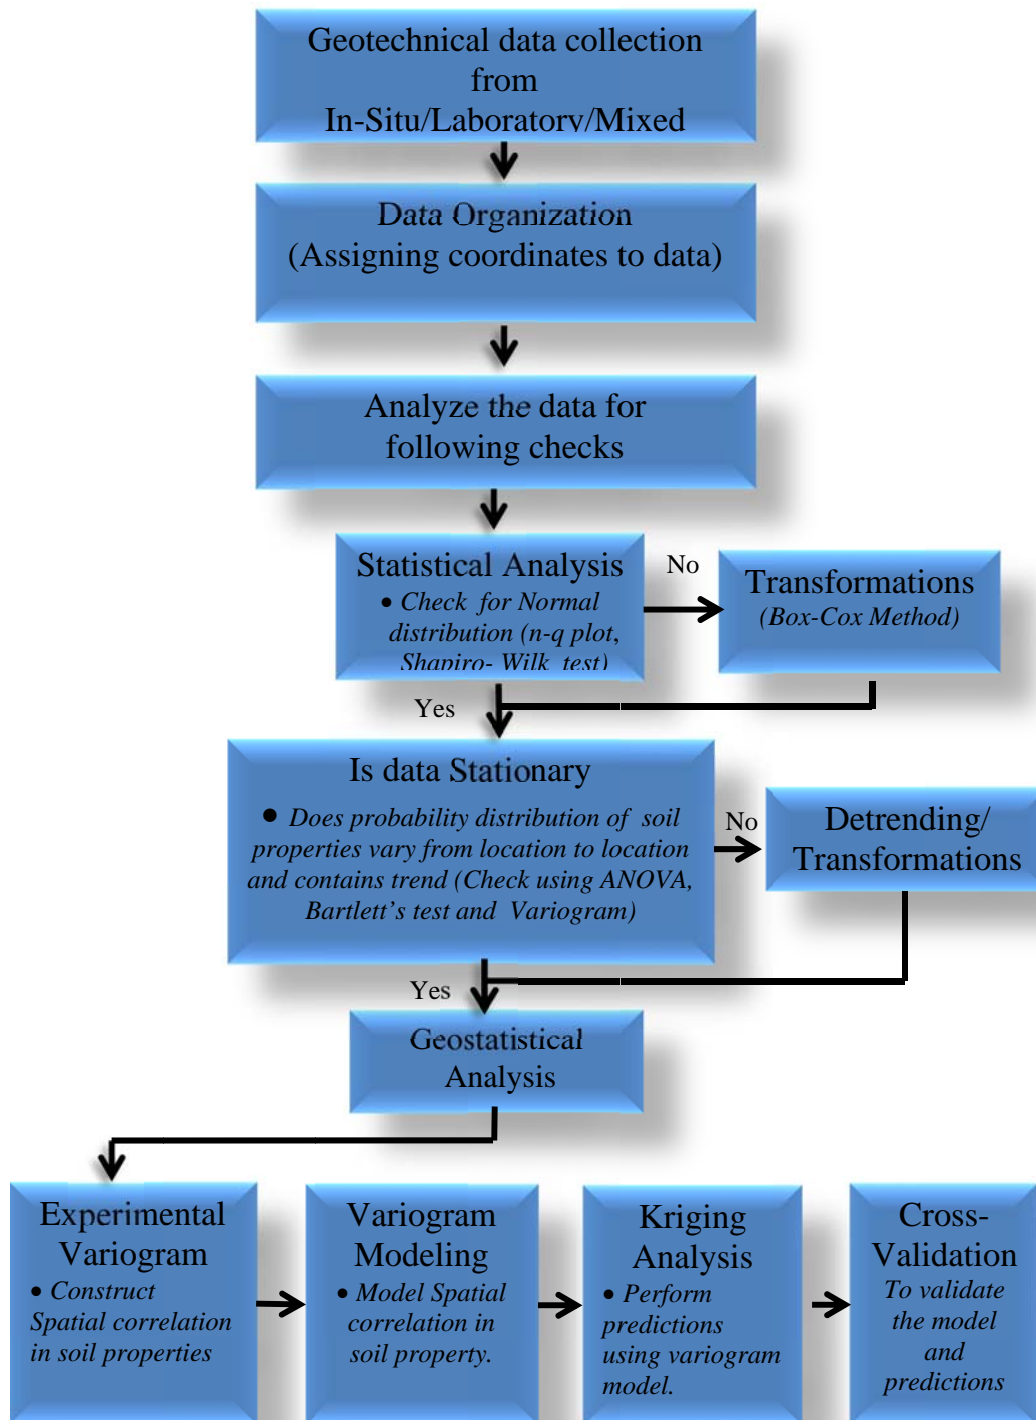 Geotechnical data collection
from
In-Situ/Laboratory/Mixed
Data Organization
(Assigning coordinates to data)
Analyze the data for
following checks
Statistical Analysis
• Check for Normal
distribution (n-q plot,
Shapiro- Wilk test)
No
Transformations
(Box-Cox Method)
Yes
Is data Stationary
• Does probability distribution of soil
properties vary from location to location
and contains trend (Check using ANOVA,
Bartlett's test and Variogram)
No
Detrending/
Transformations
Yes
Geostatistical
Analysis
Experimental
Variogram
• Construct
Spatial correlation
in soil properties
Variogram
Modeling
• Model Spatial
correlation in
soil property.
Kriging
Analysis
• Perform
predictions
using variogram
model.
Cross-
Validation
To validate
the model
and
predictions